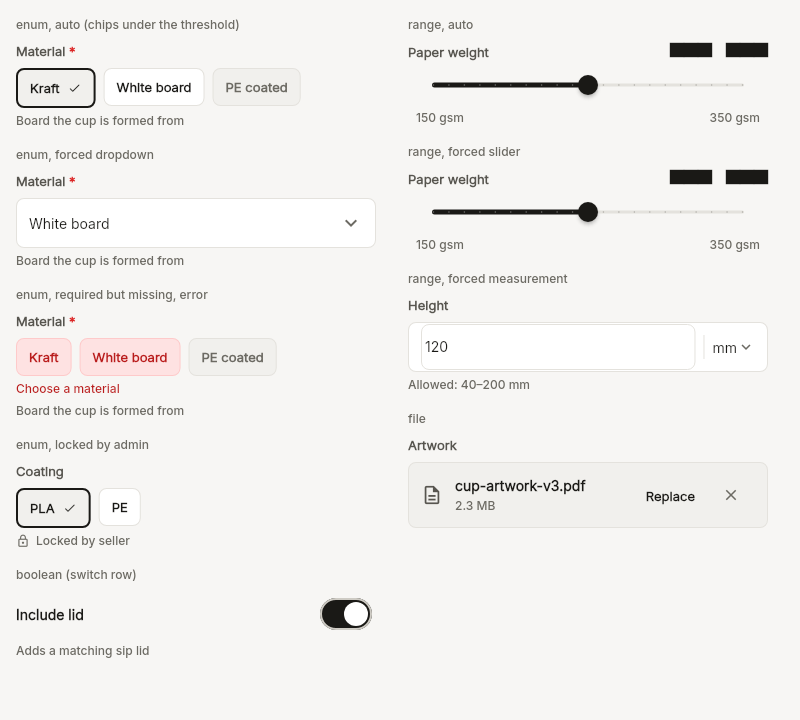 enum, auto (chips under the threshold)
Material *
Kraft
White board
PE coated
Board the cup is formed from
enum, forced dropdown
Material *
White board
Board the cup is formed from
enum, required but missing, error
Material *
Kraft
White board
PE coated
Choose a material
Board the cup is formed from
enum, locked by admin
Coating
PLA
PE
Locked by seller
boolean (switch row)
Include lid
Adds a matching sip lid
range, auto
Paper weight
150 gsm
350 gsm
range, forced slider
Paper weight
150 gsm
350 gsm
range, forced measurement
Height
120
mm
Allowed: 40–200 mm
file
Artwork
cup-artwork-v3.pdf
2.3 MB
Replace